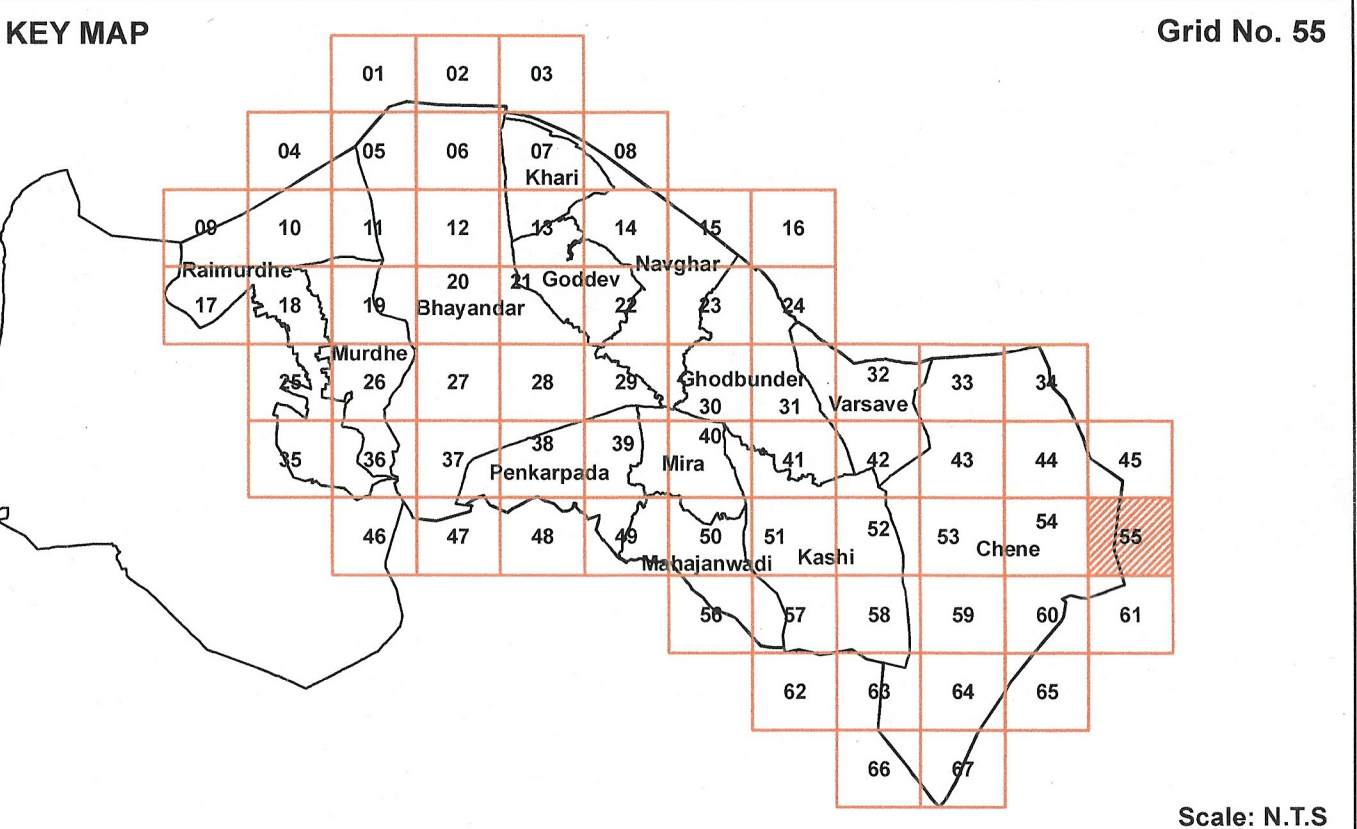 KEY MAP
Grid No. 55
01 02 03
04 05 06 07 08
Khari
09 10 11 12 13 14 15 16
Raimurdhe Goddev Navghar
17 18 19 20 21 22 23 24
Bhayandar
Murdhe
25 26 27 28 29 30 31 32 33 34
Ghodbunder
Varsave
35 36 37 38 39 40 41 42 43 44 45
Penkarpada Mira
46 47 48 49 50 51 52 53 54 55
Mahajanwadi Kashi Chene
56 57 58 59 60 61
62 63 64 65
66 67
Scale: N.T.S